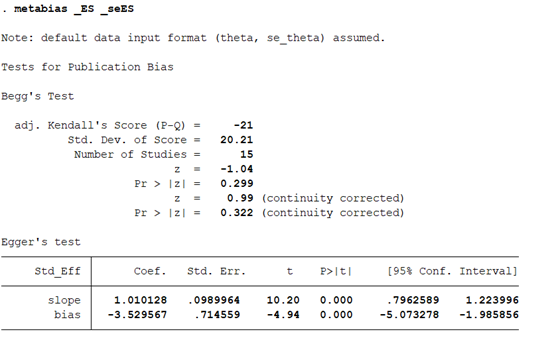 . metabias _ES _seES
Note: default data input format (theta, se_theta) assumed.
Tests for Publication Bias
Begg's Test
adj. Kendall's Score (P-Q) = -21
Std. Dev. of Score = 20.21
Number of Studies = 15
z = -1.04
Pr > |z| = 0.299
z = 0.99 (continuity corrected)
Pr > |z| = 0.322 (continuity corrected)
Egger's test
Std_Eff Coef. Std. Err. t P>|t| [95% Conf. Interval]
slope 1.010128 .0989964 10.20 0.000 .7962589 1.223996
bias -3.529567 .714559 -4.94 0.000 -5.073278 -1.985856